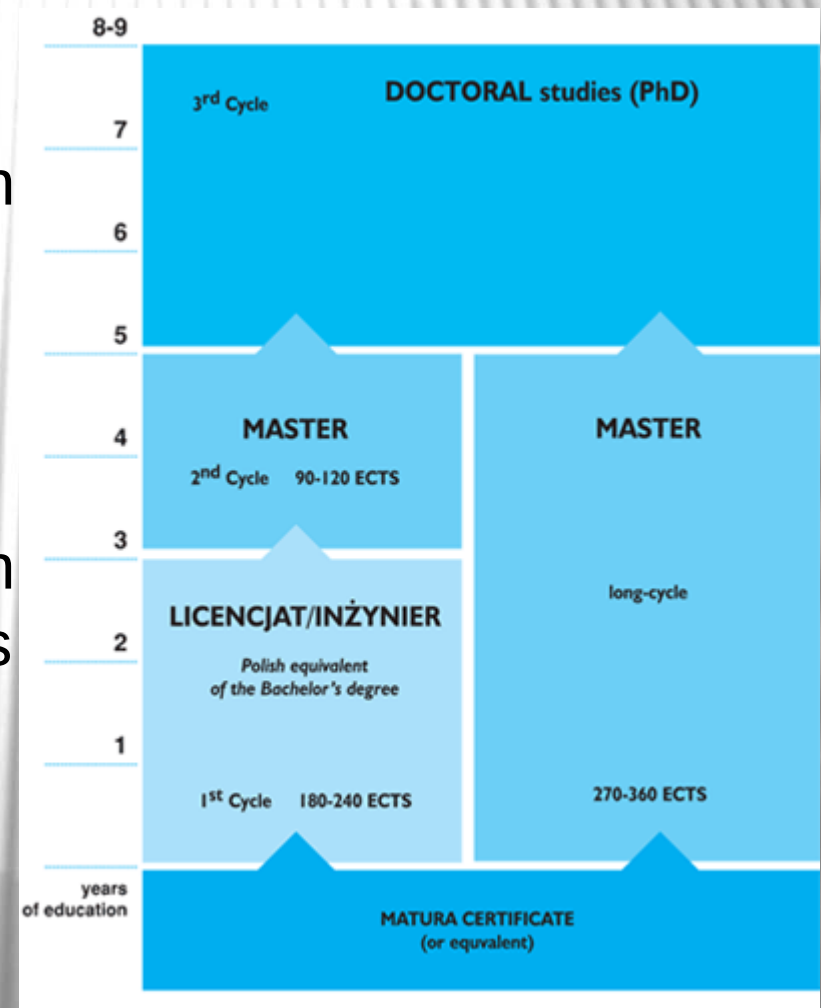 8-9
3rd Cycle
DOCTORAL studies (PhD)
7
6
5
MASTER
2nd Cycle 90-120 ECTS
4
3
LICENCJAT/INŻYNIER
Polish equivalent
of the Bachelor's degree
1st Cycle 180-240 ECTS
2
1
MASTER
long-cycle
270-360 ECTS
years
of education
MATURA CERTIFICATE
(or equvalent)